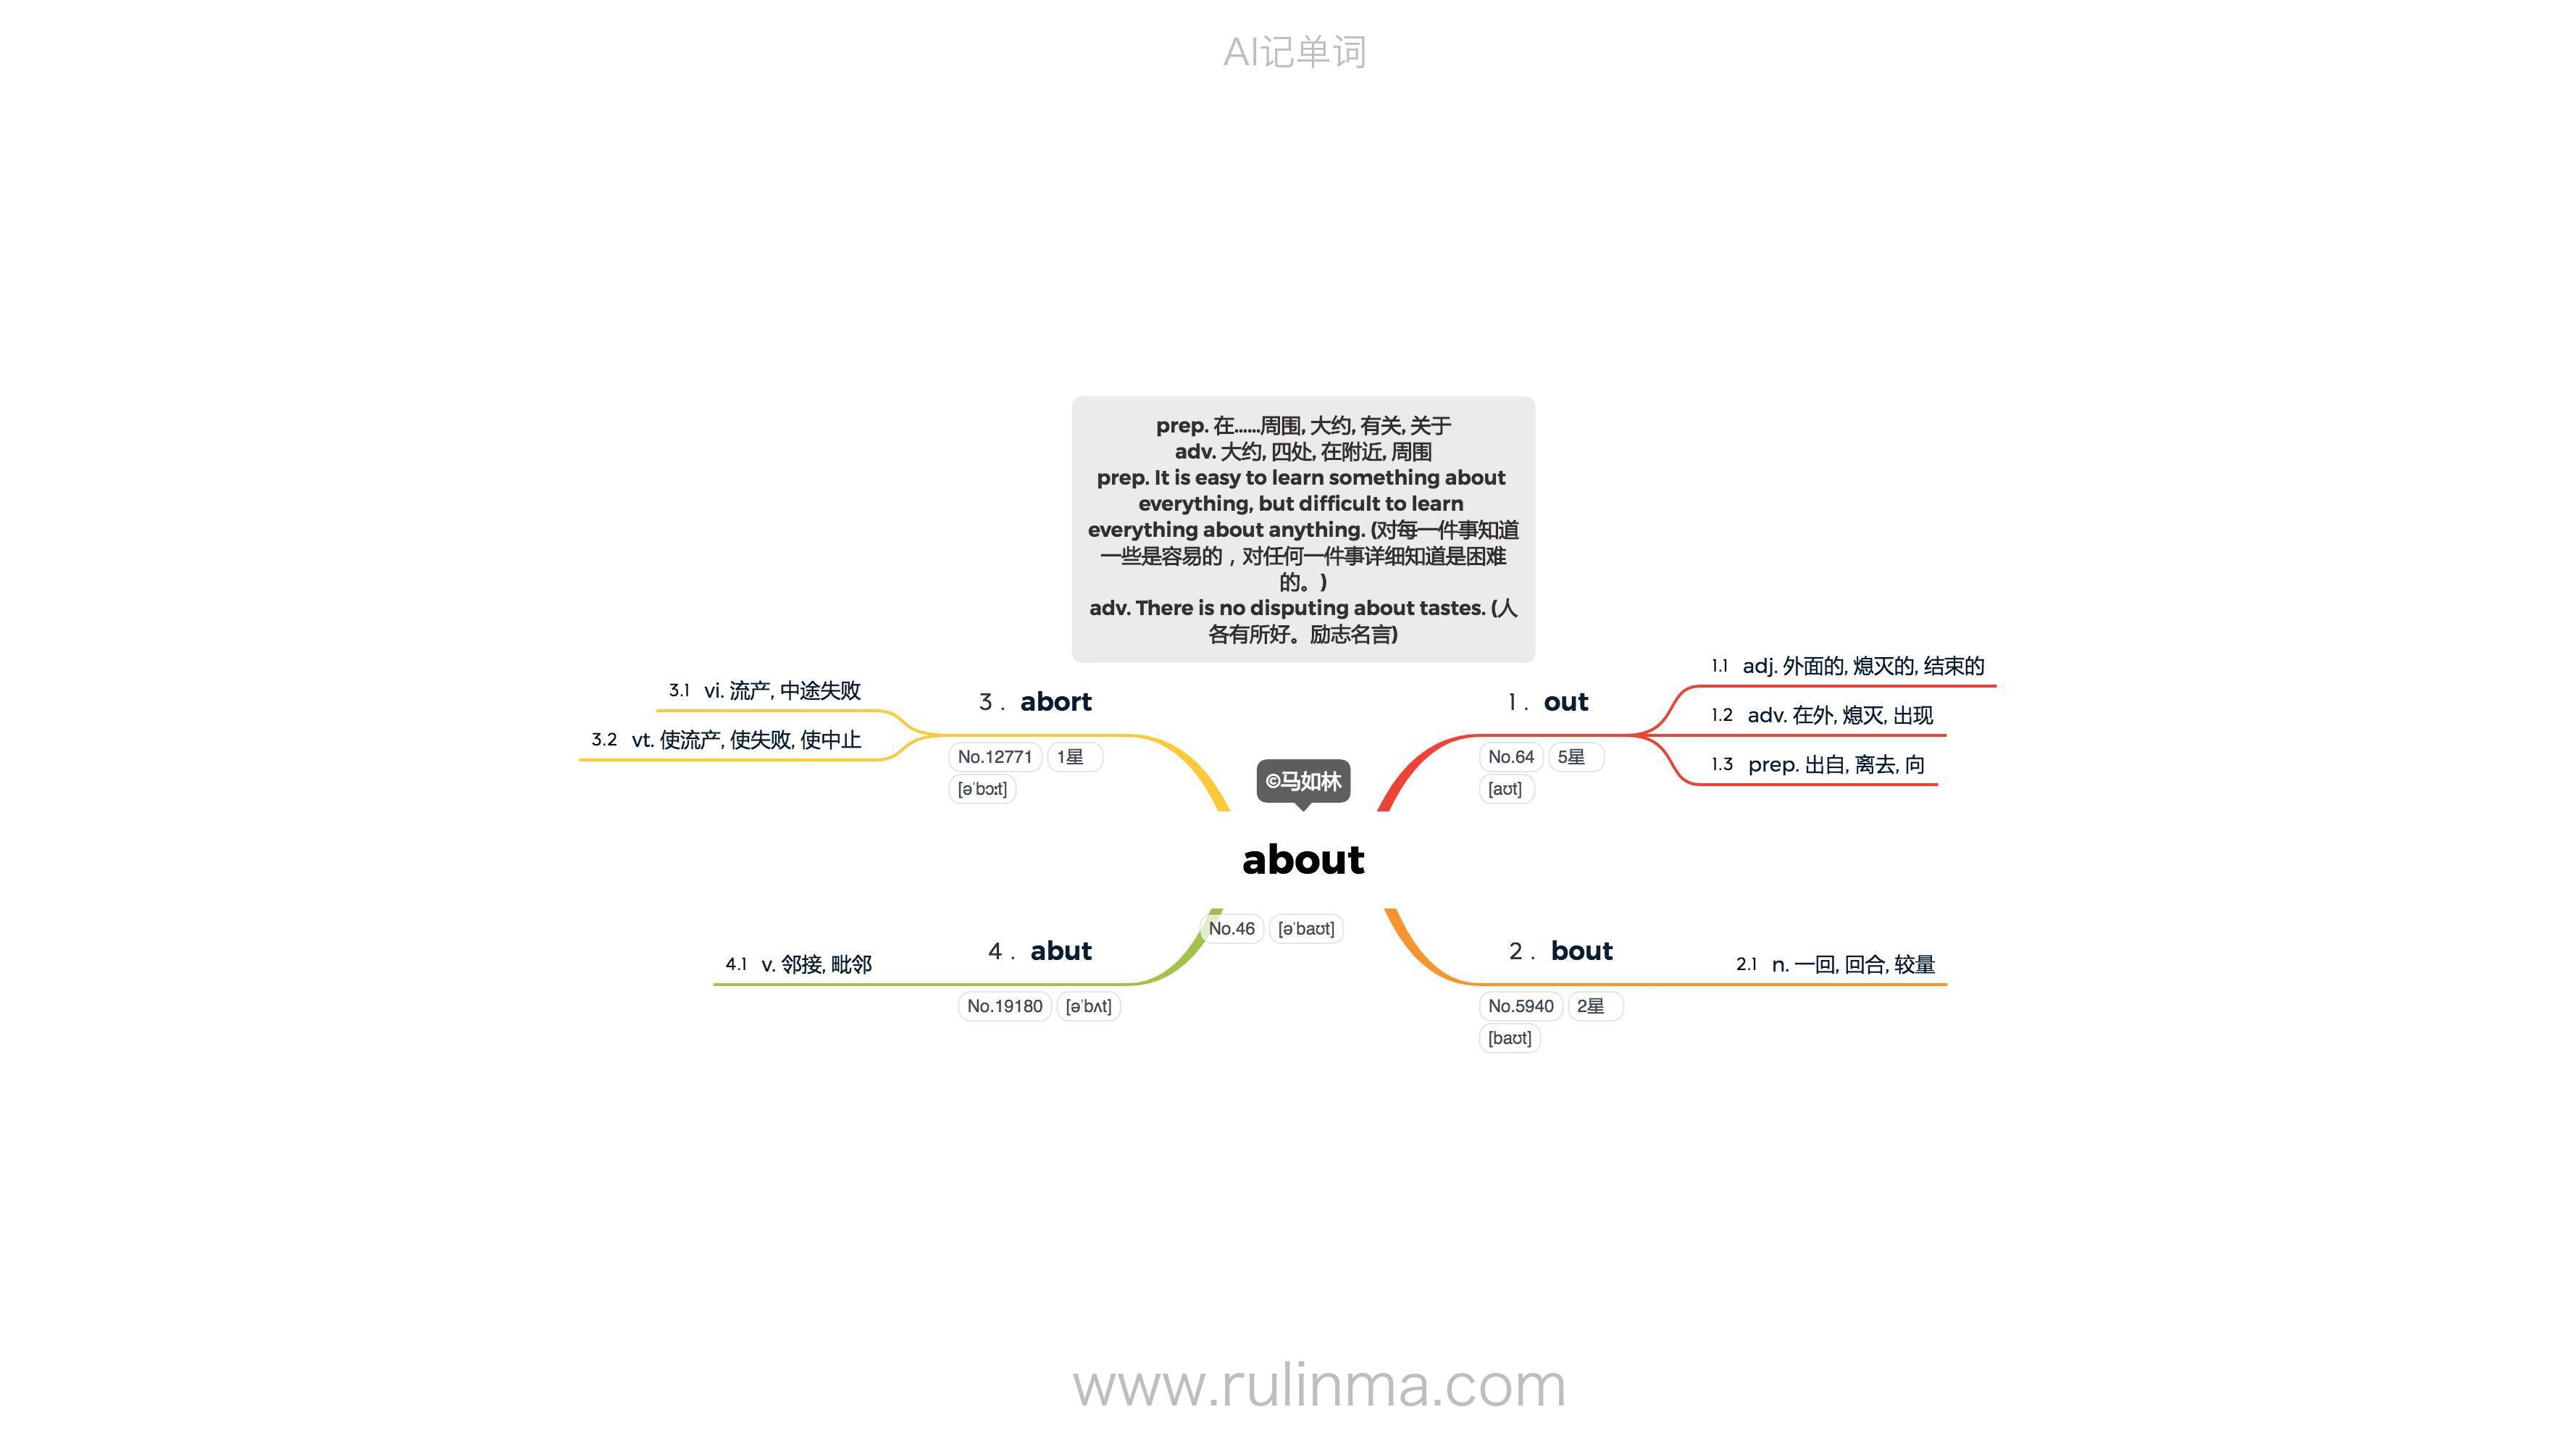 AI记单词
prep. 在……周围, 大约, 有关, 关于
adv. 大约, 四处, 在附近, 周围
prep. It is easy to learn something about
everything, but difficult to learn
everything about anything. (对每一件事知道
一些是容易的，对任何一件事详细知道是困难
的。)
adv. There is no disputing about tastes. (人
各有所好。励志名言)
©马如林
about
No.46 [əˈbaʊt]
1. out
No.64 5星
[aʊt]
1.1 adj. 外面的, 熄灭的, 结束的
1.2 adv. 在外, 熄灭, 出现
1.3 prep. 出自, 离去, 向
2. bout
No.5940 2星
[baʊt]
2.1 n. 一回, 回合, 较量
3. abort
No.12771 1星
[əˈbɔːt]
3.1 vi. 流产, 中途失败
3.2 vt. 使流产, 使失败, 使中止
4. abut
No.19180 [əˈbʌt]
4.1 v. 邻接, 毗邻
www.rulinma.com